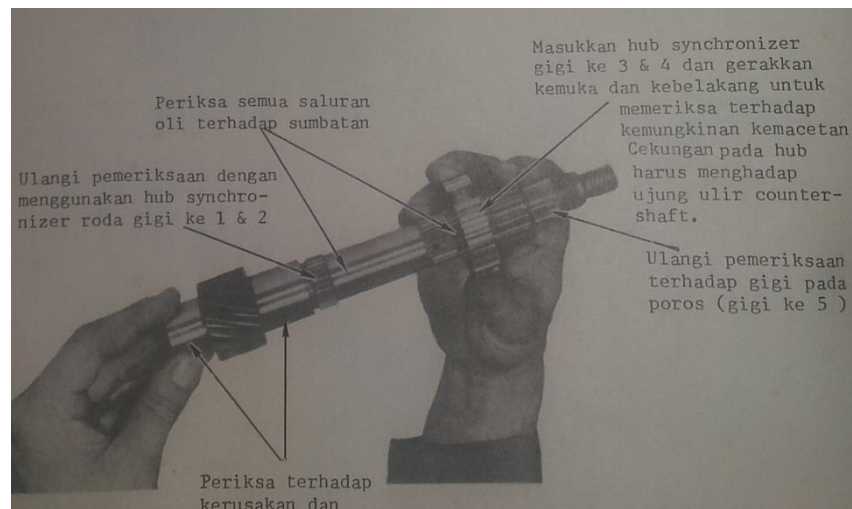 Masukkan hub synchronizer
gigi ke 3 & 4 dan gerakkan
kemuka dan kebelakang untuk
memeriksa terhadap
kemungkinan kemacetan
Cekungan pada hub
harus menghadap
ujung ulir counter-
shaft.
Periksa semua saluran
oli terhadap sumbatan
Ulangi pemeriksaan dengan
menggunakan hub synchro-
nizer roda gigi ke 1 & 2
Ulangi pemeriksaan
terhadap gigi pada
poros (gigi ke 5 )
Periksa terhadap
kerusakan dan